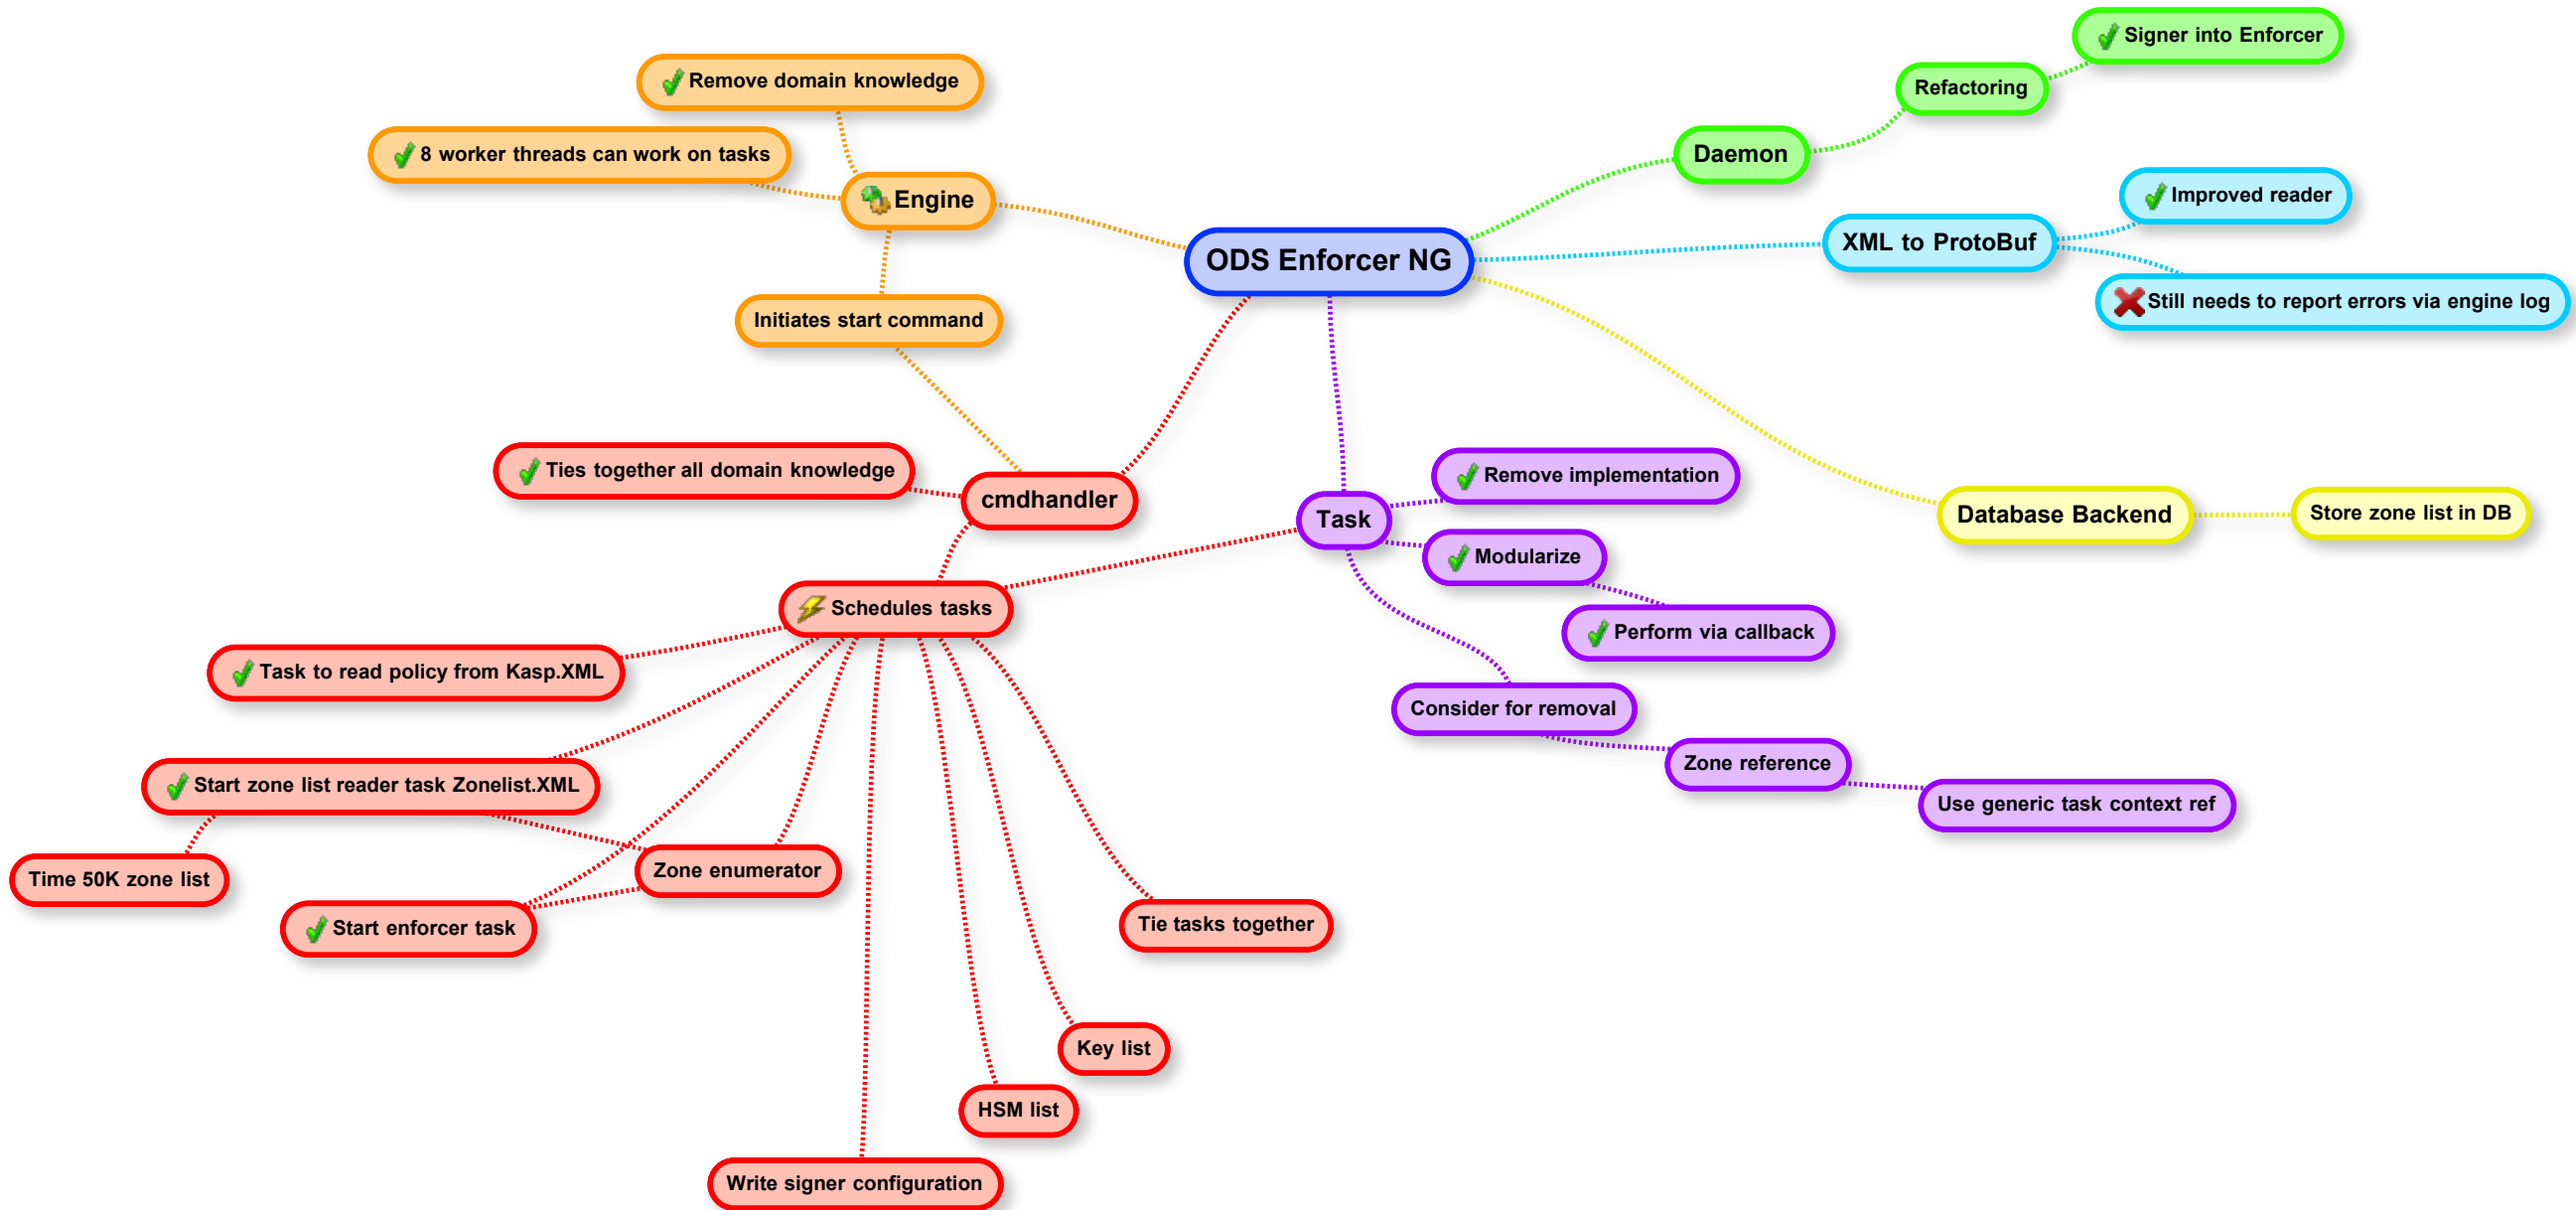 Signer into Enforcer
Remove domain knowledge
Refactoring
8 worker threads can work on tasks
Daemon
Improved reader
Engine
XML to ProtoBuf
ODS Enforcer NG
Still needs to report errors via engine log
Initiates start command
Ties together all domain knowledge
Remove implementation
cmdhandler
Task
Database Backend
Store zone list in DB
Modularize
Schedules tasks
Perform via callback
Task to read policy from Kasp.XML
Consider for removal
Zone reference
Start zone list reader task Zonelist.XML
Use generic task context ref
Zone enumerator
Time 50K zone list
Start enforcer task
Tie tasks together
Key list
HSM list
Write signer configuration